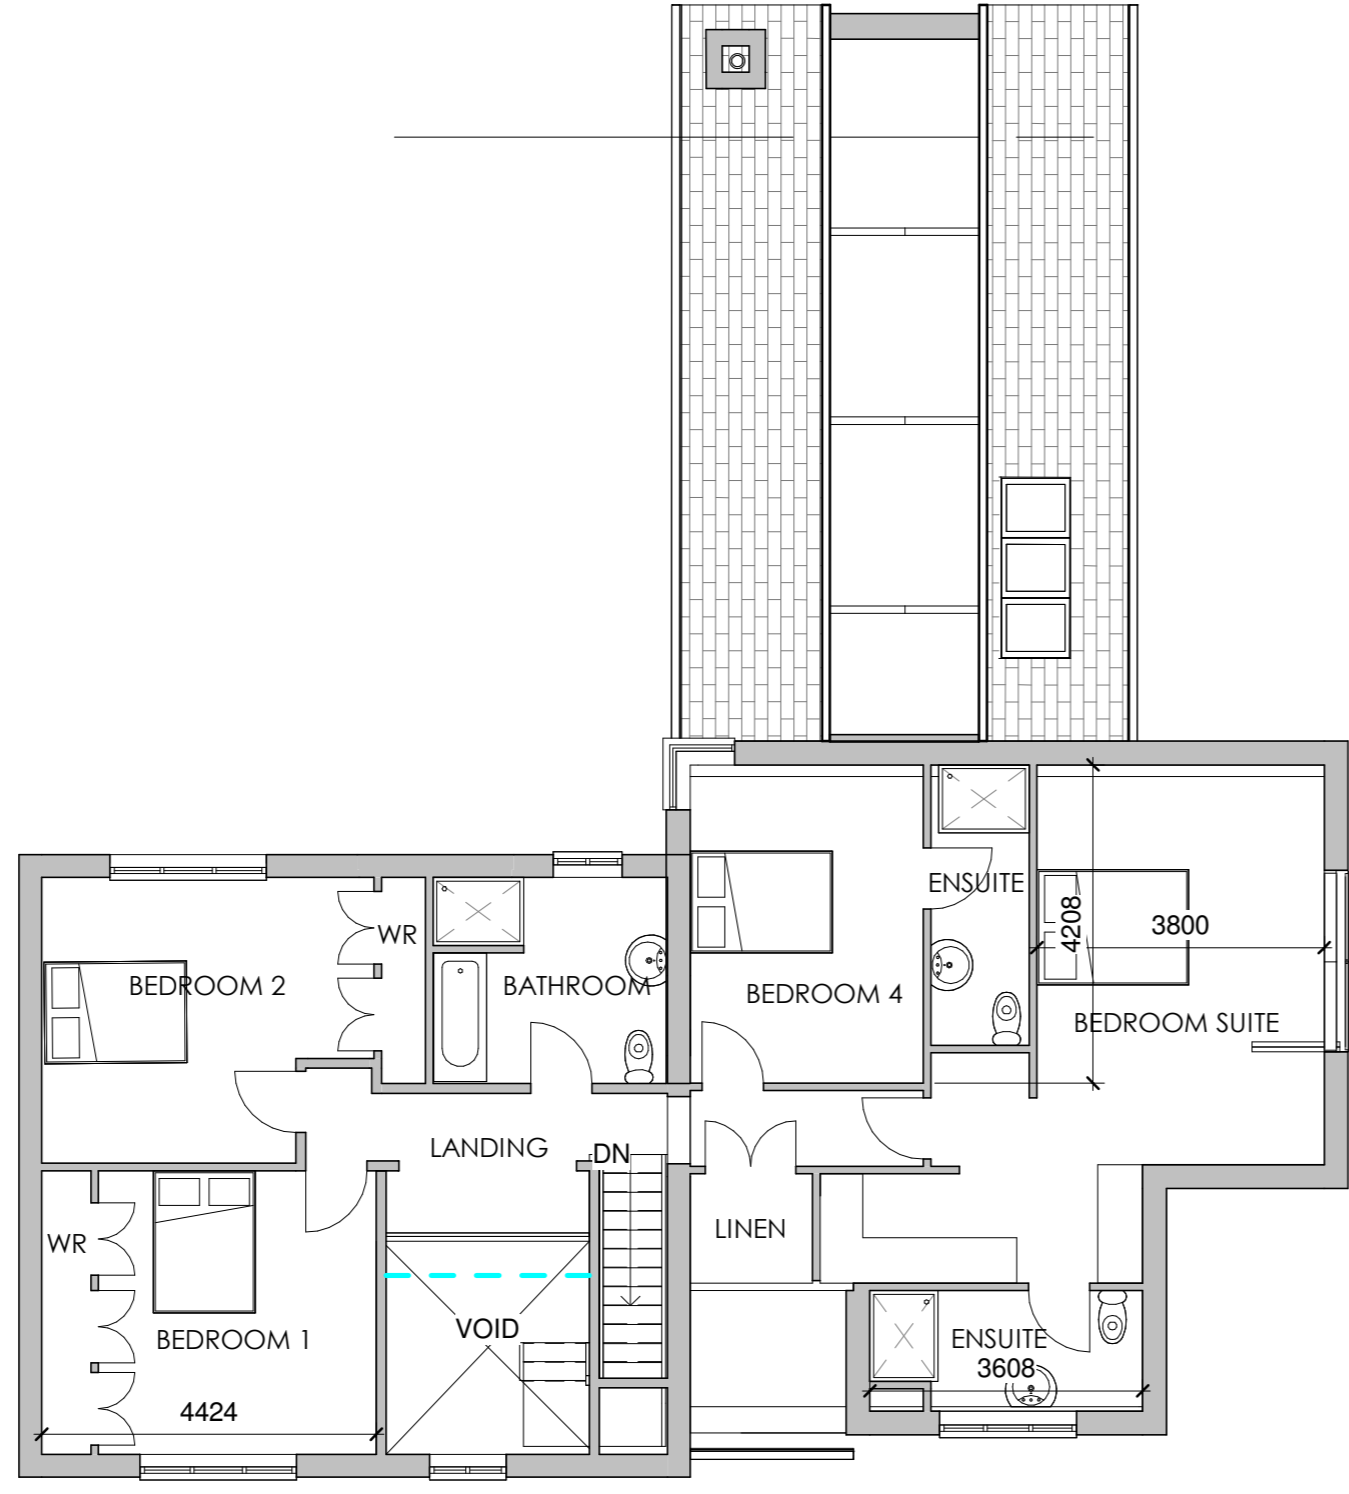 ENSUITE
4208
3800
WR
BEDROOM 2
BATHROOM
BEDROOM 4
BEDROOM SUITE
LANDING
DN
LINEN
WR
VOID
BEDROOM 1
ENSUITE
3608
4424